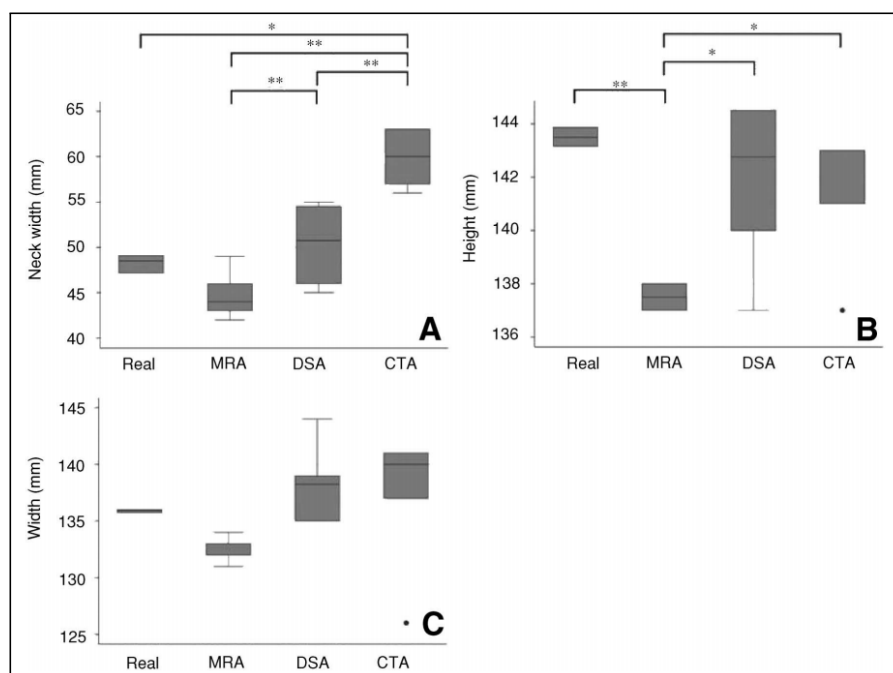 *
**
** **
65
60
55
50
45
40
Neck width (mm)
A
Real MRA DSA CTA
*
*
**
144
142
140
138
136
Height (mm)
B
Real MRA DSA CTA
145
140
135
130
125
Width (mm)
C
Real MRA DSA CTA